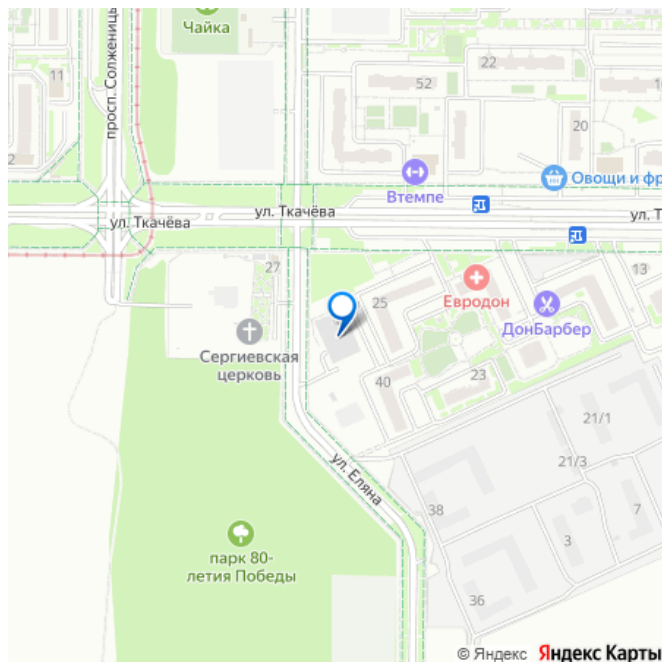 Чайка
просп. Солженицы
11
22
52
1
20
2
Втемпе
Овощи и фр
ул. Ткачёва
ул. Ткачёва
ул. Т
27
13
25
Евродон
ДонБарбер
Сергиевская
церковь
40
23
21/1
21/3
ул. Еляна
38
7
3
парк 80-
летия Победы
36
© Яндекс Яндекс Карты